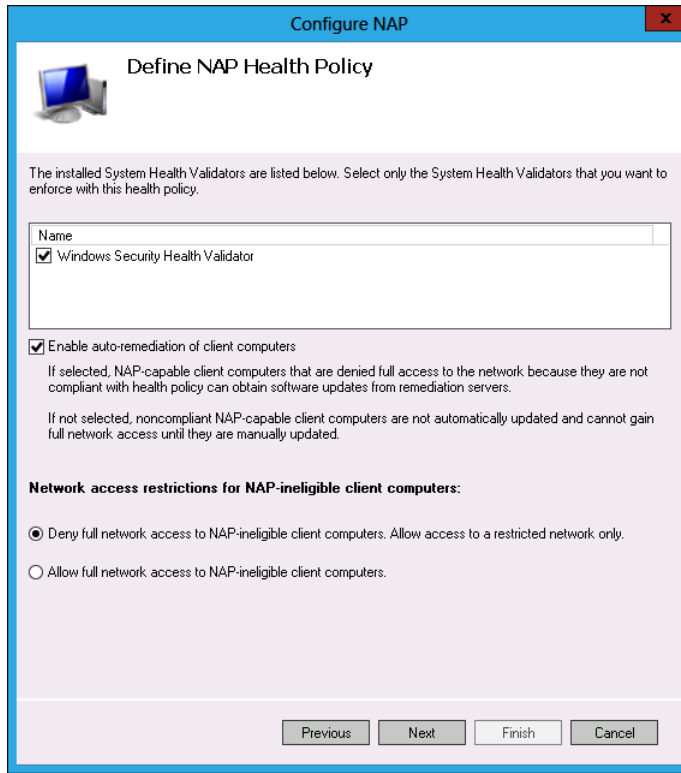 Configure NAP
x
Define NAP Health Policy
The installed System Health Validators are listed below. Select only the System Health Validators that you want to
enforce with this health policy.
Name
Windows Security Health Validator
Enable auto-remediation of client computers
If selected, NAP-capable client computers that are denied full access to the network because they are not
compliant with health policy can obtain software updates from remediation servers.
If not selected, noncompliant NAP-capable client computers are not automatically updated and cannot gain
full network access until they are manually updated.
Network access restrictions for NAP-ineligible client computers:
Deny full network access to NAP-ineligible client computers. Allow access to a restricted network only.
Allow full network access to NAP-ineligible client computers.
Previous Next Finish Cancel